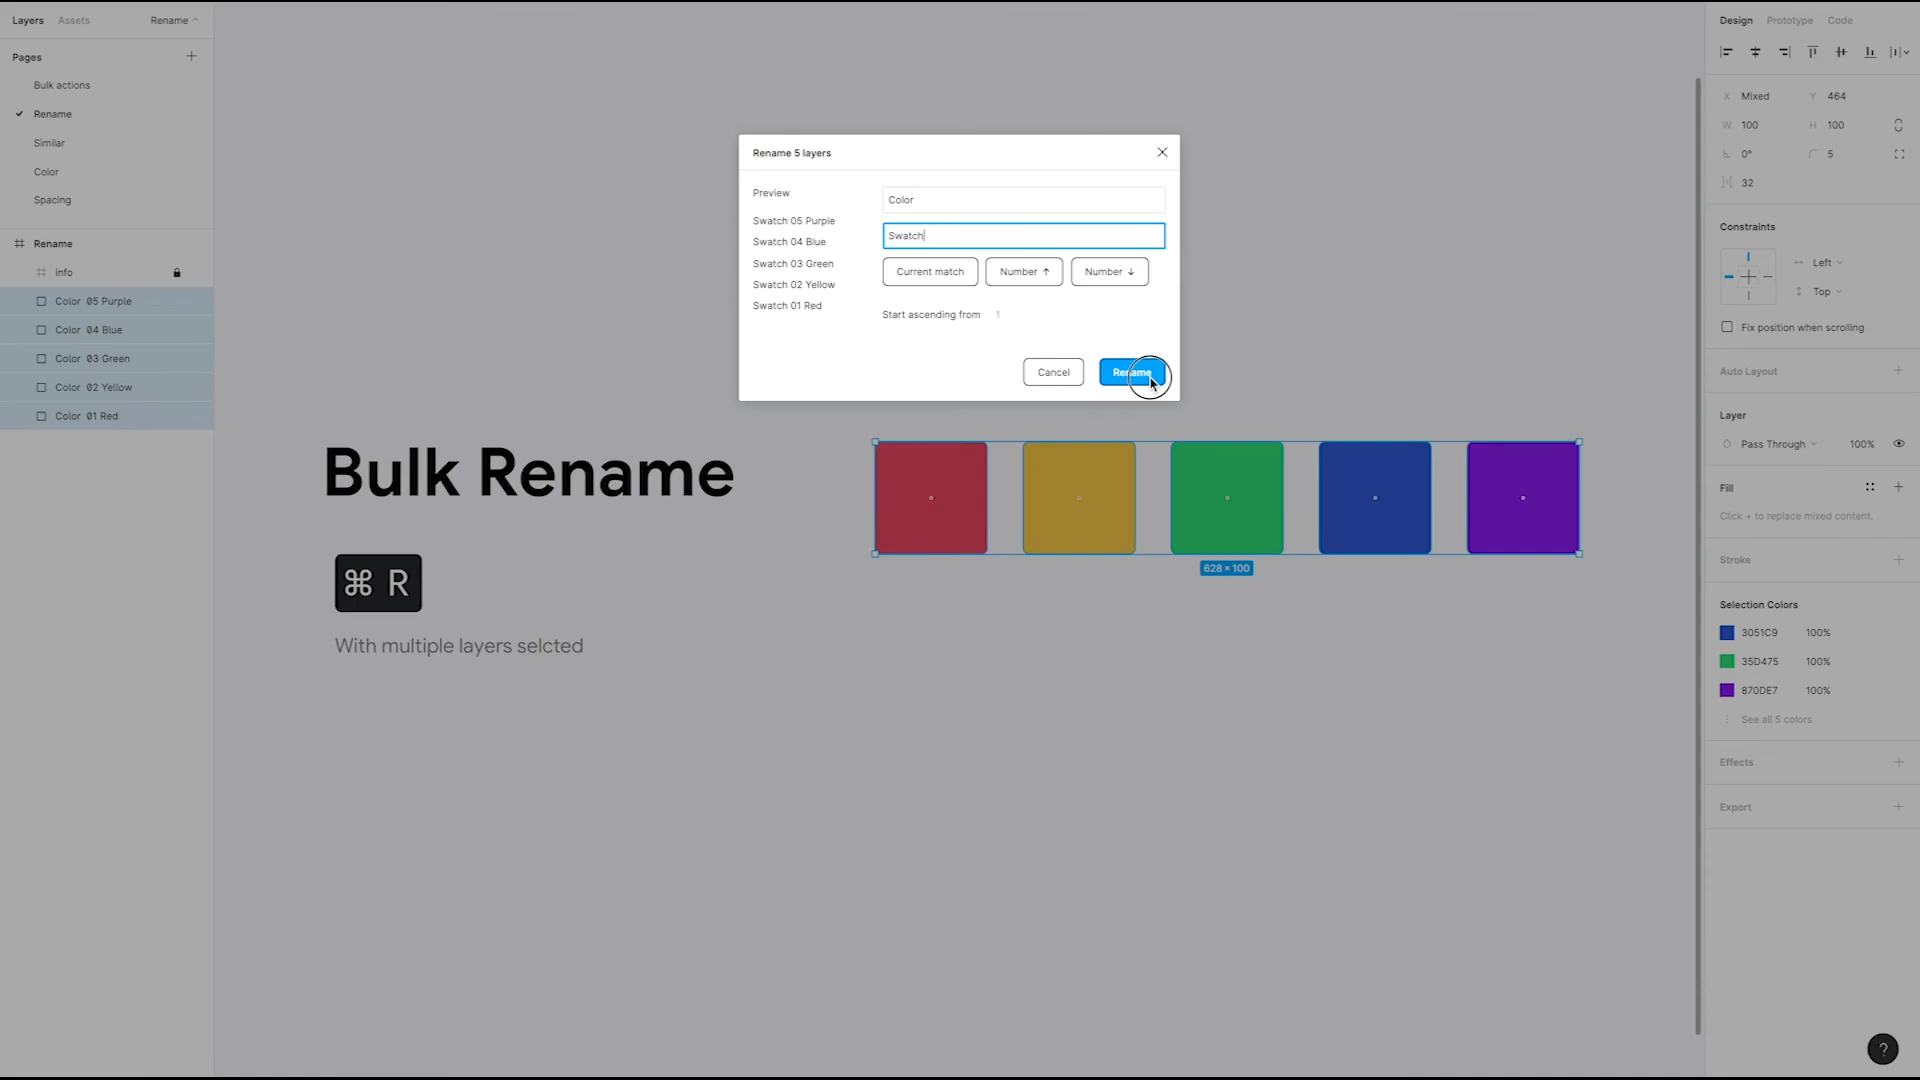 Layers Assets Rename
Pages
Bulk actions
Rename
Similar
Color
Spacing
Rename
info
Color 05 Purple
Color 04 Blue
Color 03 Green
Color 02 Yellow
Color 01 Red
Rename 5 layers
Preview
Swatch 05 Purple
Swatch 04 Blue
Swatch 03 Green
Swatch 02 Yellow
Swatch 01 Red
Color
Swatch
Current match Number ↑ Number ↓
Start ascending from 1
Cancel Rename
Bulk Rename
⌘ R
With multiple layers selcted
628 × 100
Design Prototype Code
X Mixed Y 464
W 100 H 100
0° 5
32
Constraints
Left
Top
Fix position when scrolling
Auto Layout
Layer
Pass Through 100%
Fill
Click + to replace mixed content.
Stroke
Selection Colors
3051C9 100%
35D475 100%
870DE7 100%
See all 5 colors
Effects
Export
?